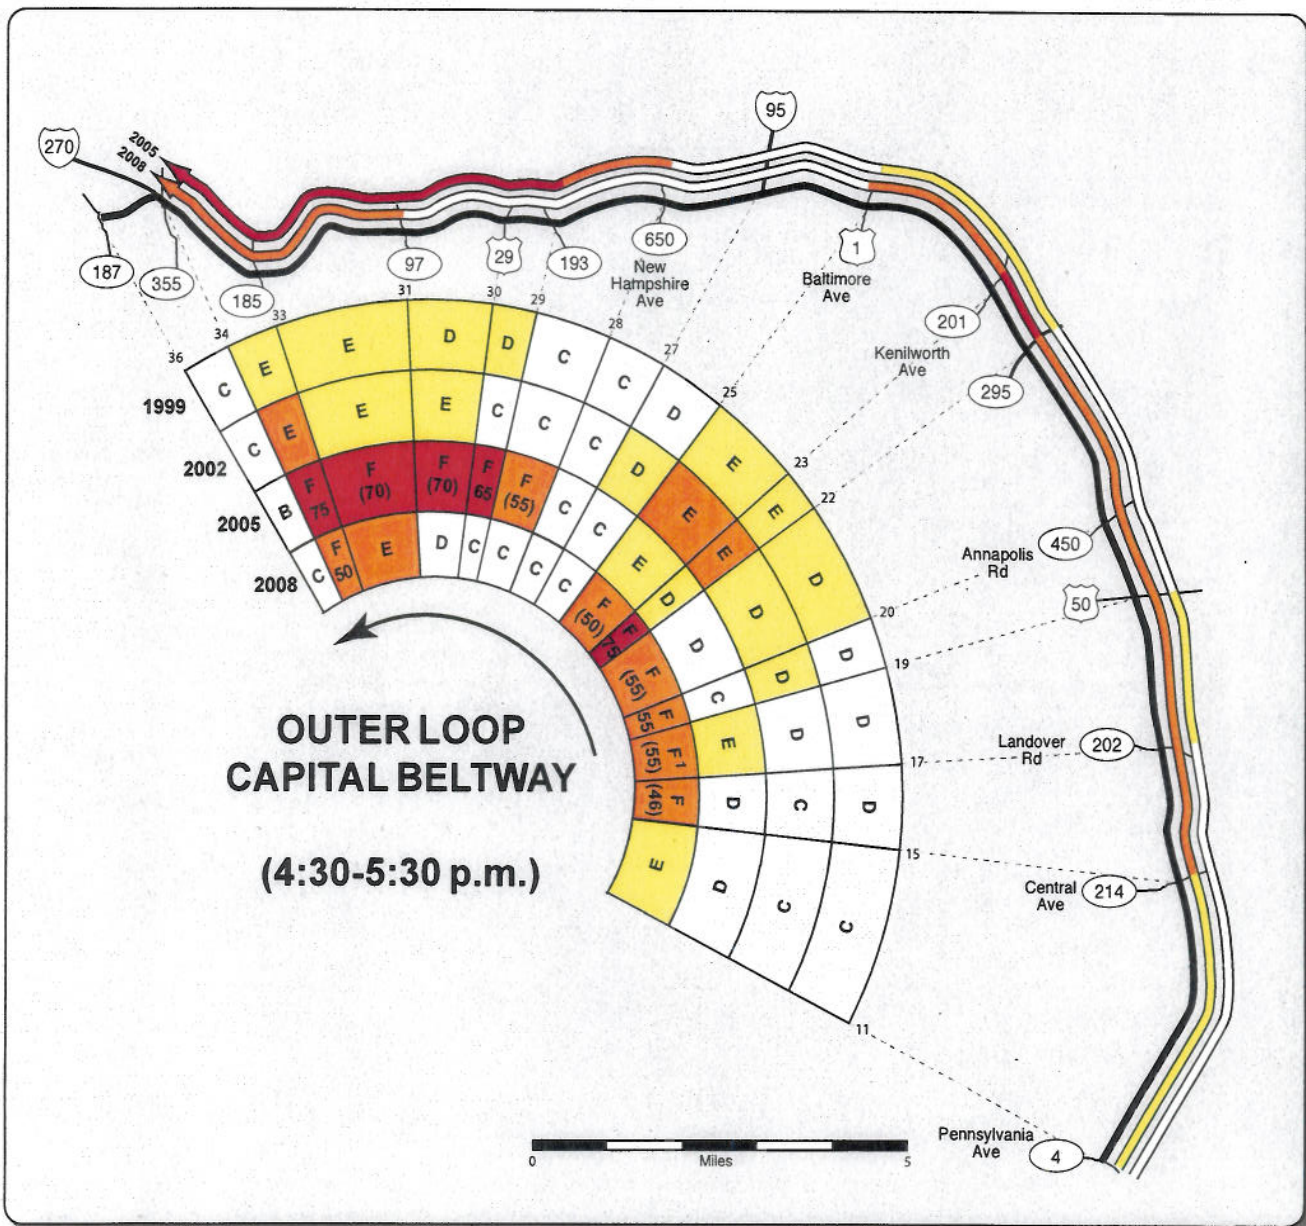 95
270
2005
2008
187
355
185
97
29
193
650
New
Hampshire
Ave
1
Baltimore
Ave
201
Kenilworth
Ave
295
450
Annapolis
Rd
50
202
Landover
Rd
Central
Ave
214
Pennsylvania
Ave
4
36
34
33
31
30
29
28
27
25
23
22
20
19
17
15
11
1999
C
E
E
D
D
C
C
D
E
E
D
D
D
D
C
2002
C
E
E
E
C
C
C
D
E
E
D
D
D
C
C
2005
B
F
75
F
(70)
F
(70)
F
65
F
(55)
C
C
E
D
D
C
E
D
D
2008
C
F
50
E
D
C
C
C
C
F
(50)
F
75
F
(55)
F
55
F1
(55)
F
(46)
E
OUTER LOOP
CAPITAL BELTWAY
(4:30-5:30 p.m.)
0
Miles
5